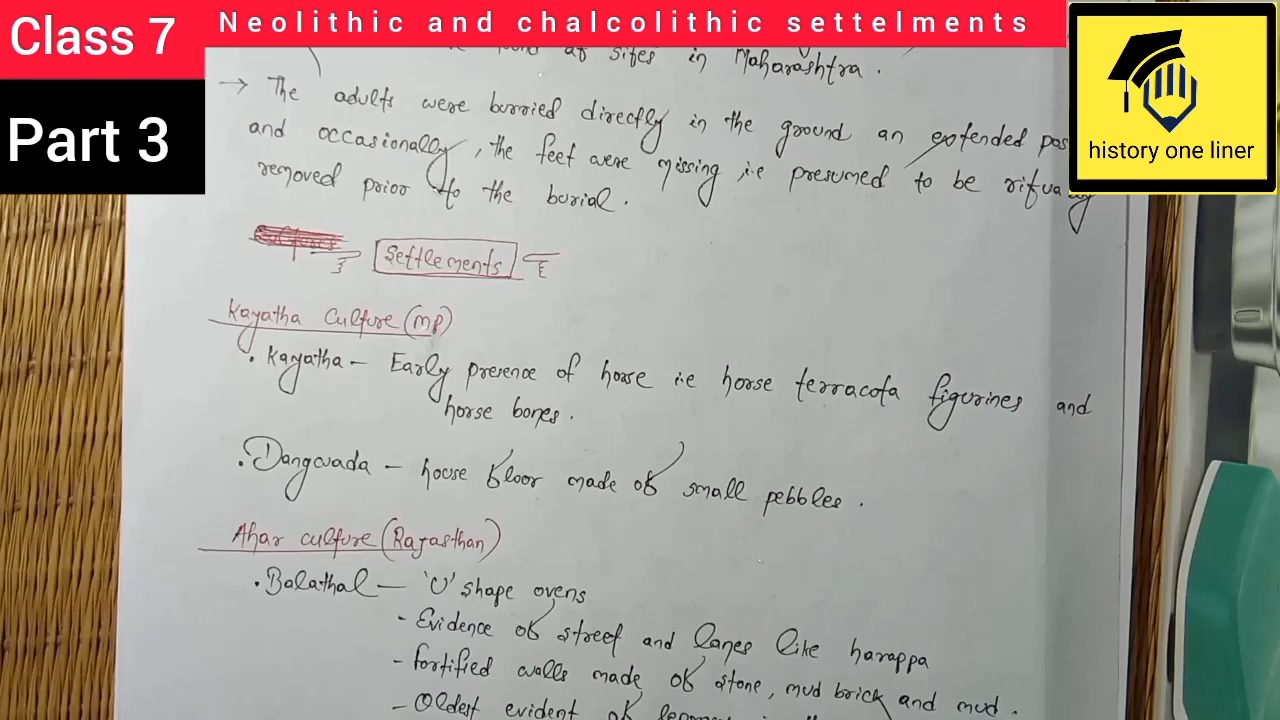 Class 7
Neolithic and chalcolithic settelments
Part 3
history one liner
at sites in Maharashtra.
→ The adults were burried directly in the ground an extended pos
and occasionally, the feet were missing i.e presumed to be ritualy
removed prior to the burial.
Settlements
Kayatha Culture (MP)
. Kayatha – Early presence of horse i.e horse terracota figurines and
horse bones.
. Dangwada – house floor made of small pebbles.
Ahar culture (Rajasthan)
. Balathal – 'U' shape ovens
- Evidence of street and lanes like harappa
- fortified walls made of stone, mud brick and mud.
- Oldest evident of